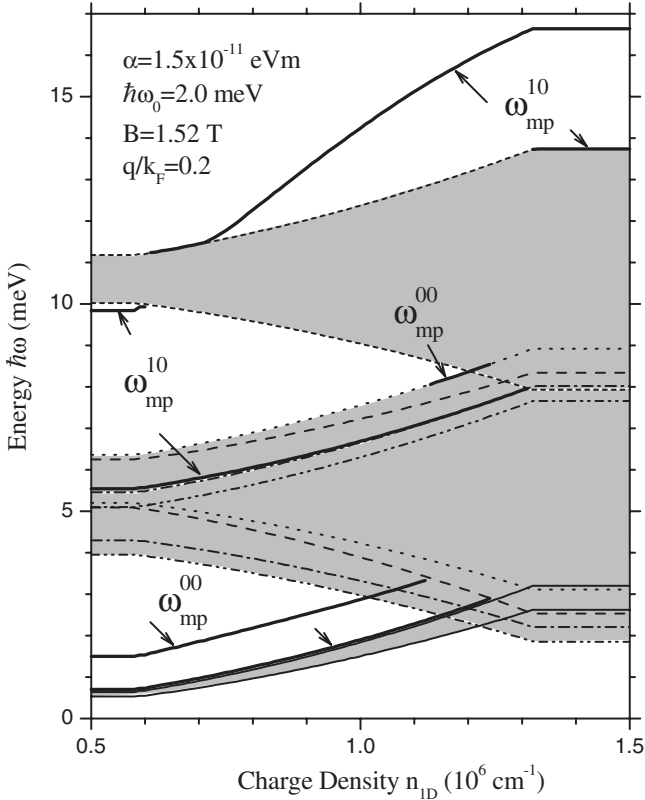 15
α=1.5x10⁻¹¹ eVm
ħω₀=2.0 meV
B=1.52 T
q/k_F=0.2
ω_mp^10
10
ω_mp^00
ω_mp^10
5
ω_mp^00
0
0.5 1.0 1.5
Energy ħω (meV)
Charge Density n_1D (10⁶ cm⁻¹)